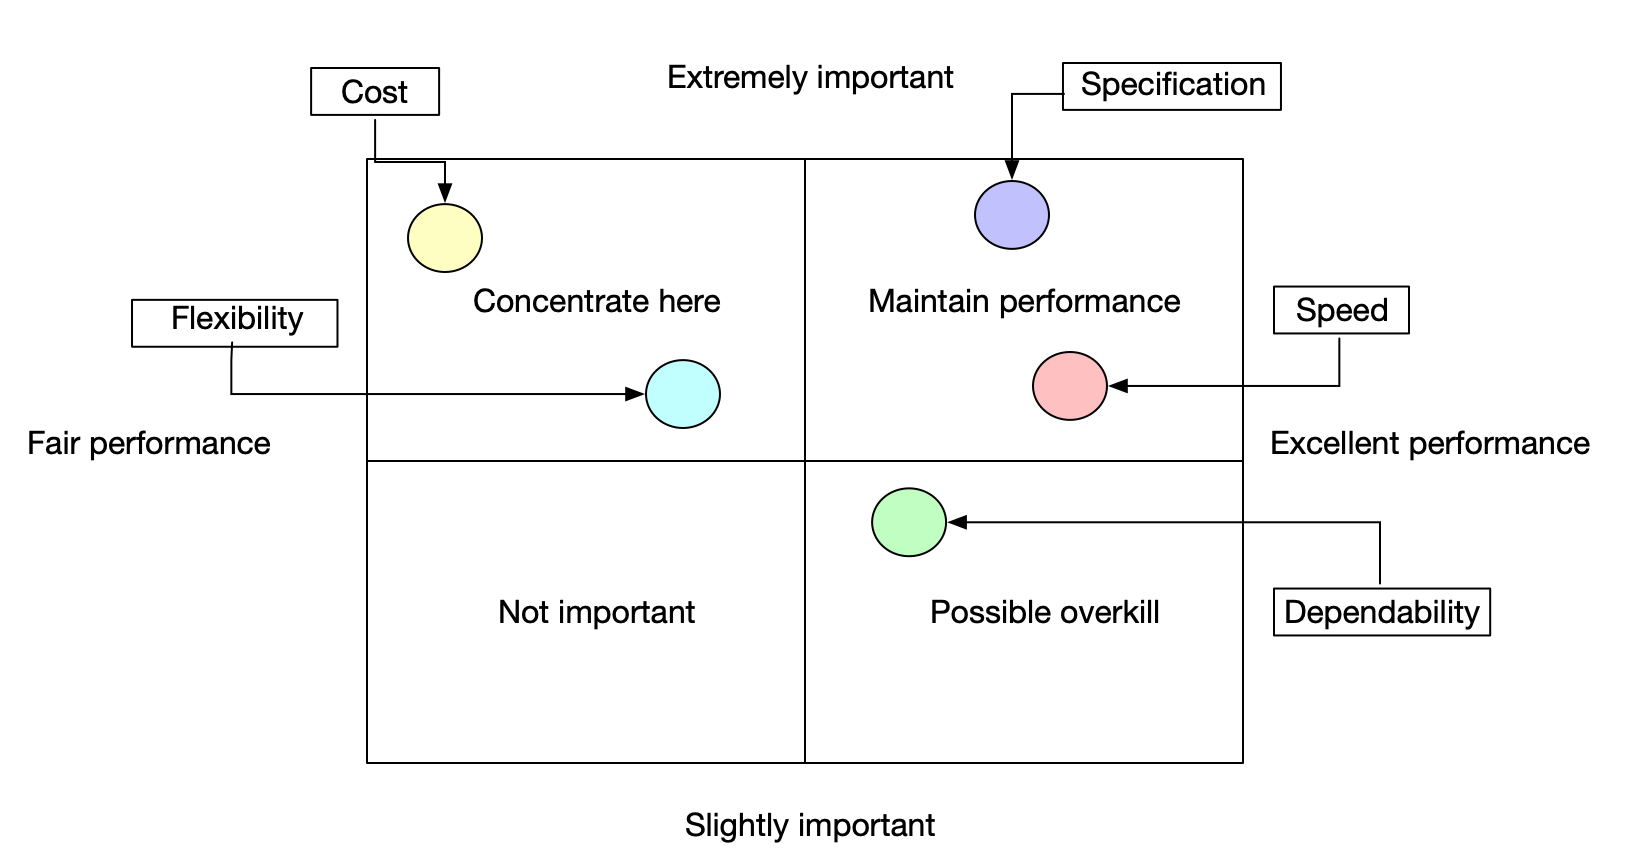 Extremely important
Cost
Specification
Concentrate here
Maintain performance
Flexibility
Speed
Fair performance
Excellent performance
Not important
Possible overkill
Dependability
Slightly important